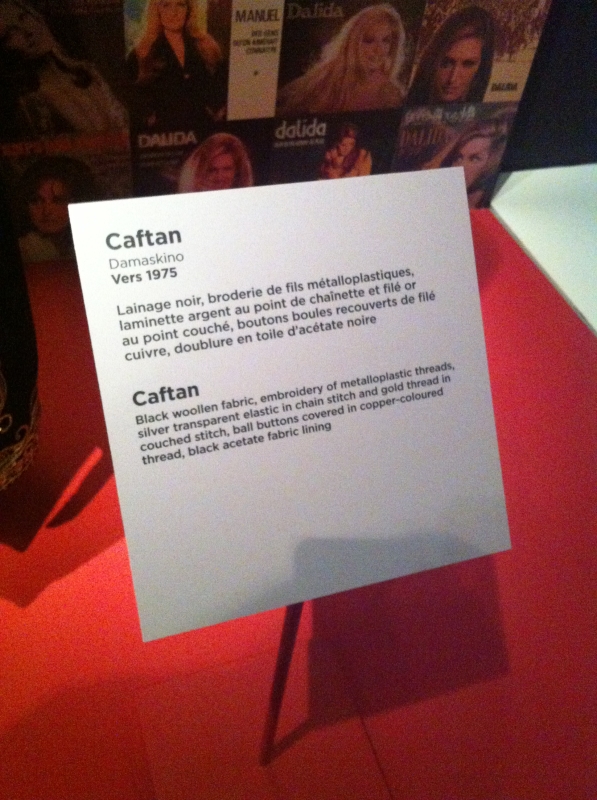 MANUEL
Dalida
DALIDA
DALIDA
dalida
DALIDA
Caftan
Damaskino
Vers 1975
Lainage noir, broderie de fils métalloplastiques,
laminette argent au point de chaînette et filé or
au point couché, boutons boules recouverts de filé
cuivre, doublure en toile d'acétate noire
Caftan
Black woollen fabric, embroidery of metalloplastic threads,
silver transparent elastic in chain stitch and gold thread in
couched stitch, ball buttons covered in copper-coloured
thread, black acetate fabric lining